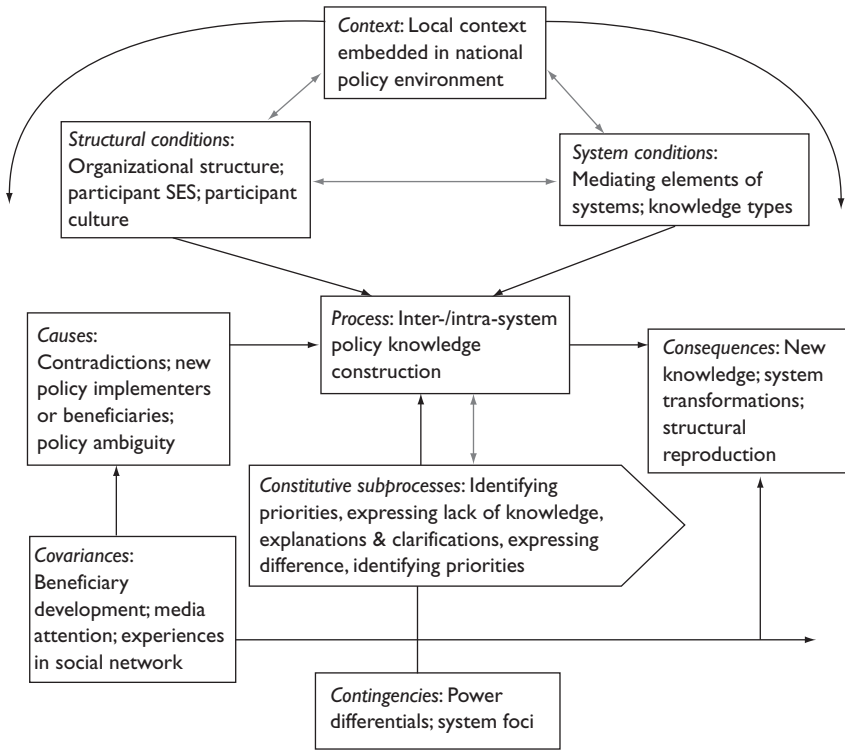 Context: Local context
embedded in national
policy environment
Structural conditions:
Organizational structure;
participant SES; participant
culture
System conditions:
Mediating elements of
systems; knowledge types
Process: Inter-/intra-system
policy knowledge
construction
Causes:
Contradictions; new
policy implementers
or beneficiaries;
policy ambiguity
Consequences: New
knowledge; system
transformations;
structural
reproduction
Constitutive subprocesses: Identifying
priorities, expressing lack of knowledge,
explanations & clarifications, expressing
difference, identifying priorities
Covariances:
Beneficiary
development; media
attention; experiences
in social network
Contingencies: Power
differentials; system foci